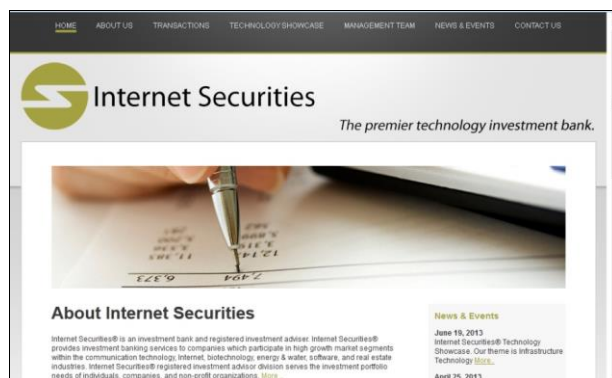 HOME ABOUT US TRANSACTIONS TECHNOLOGY SHOWCASE MANAGEMENT TEAM NEWS & EVENTS CONTACT US
Internet Securities
The premier technology investment bank.
6,373 7,494
About Internet Securities
Internet Securities® is an investment bank and registered investment adviser. Internet Securities®
provides investment banking services to companies which participate in high growth market segments
within the communication technology, Internet, biotechnology, energy & water, software, and real estate
industries. Internet Securities® registered investment advisor division serves the investment portfolio
needs of individuals, companies, and non-profit organizations. More
News & Events
June 19, 2013
Internet Securities® Technology
Showcase. Our theme is Infrastructure
Technology More..
April 25, 2013